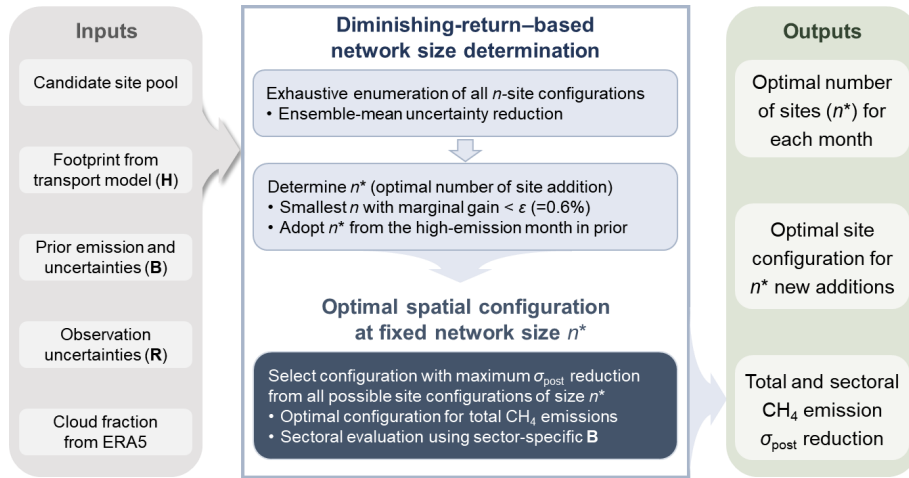 Inputs
Candidate site pool
Footprint from
transport model (H)
Prior emission and
uncertainties (B)
Observation
uncertainties (R)
Cloud fraction
from ERA5
Diminishing-return–based
network size determination
Exhaustive enumeration of all n-site configurations
• Ensemble-mean uncertainty reduction
Determine n* (optimal number of site addition)
• Smallest n with marginal gain < ε (=0.6%)
• Adopt n* from the high-emission month in prior
Optimal spatial configuration
at fixed network size n*
Select configuration with maximum σpost reduction
from all possible site configurations of size n*
• Optimal configuration for total CH₄ emissions
• Sectoral evaluation using sector-specific B
Outputs
Optimal number
of sites (n*) for
each month
Optimal site
configuration for
n* new additions
Total and sectoral
CH₄ emission
σpost reduction